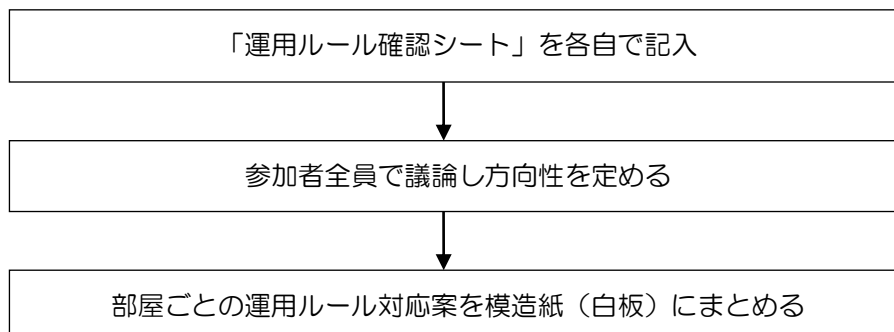 「運用ルール確認シート」を各自で記入
参加者全員で議論し方向性を定める
部屋ごとの運用ルール対応案を模造紙（白板）にまとめる